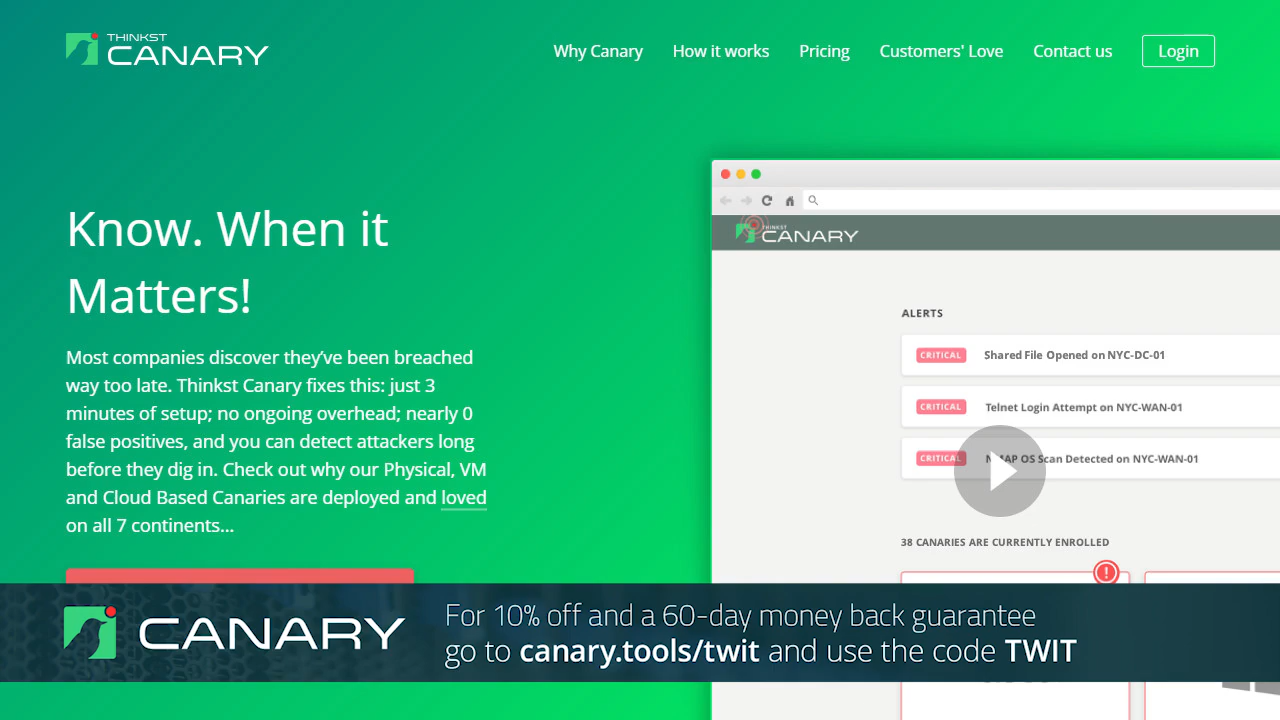 THINKST
CANARY
Why Canary
How it works
Pricing
Customers' Love
Contact us
Login
Know. When it
Matters!
Most companies discover they’ve been breached
way too late. Thinkst Canary fixes this: just 3
minutes of setup; no ongoing overhead; nearly 0
false positives, and you can detect attackers long
before they dig in. Check out why our Physical, VM
and Cloud Based Canaries are deployed and loved
on all 7 continents...
THINKST
CANARY
ALERTS
CRITICAL Shared File Opened on NYC-DC-01
CRITICAL Telnet Login Attempt on NYC-WAN-01
CRITICAL NMAP OS Scan Detected on NYC-WAN-01
38 CANARIES ARE CURRENTLY ENROLLED
!
CANARY
For 10% off and a 60-day money back guarantee
go to canary.tools/twit and use the code TWIT